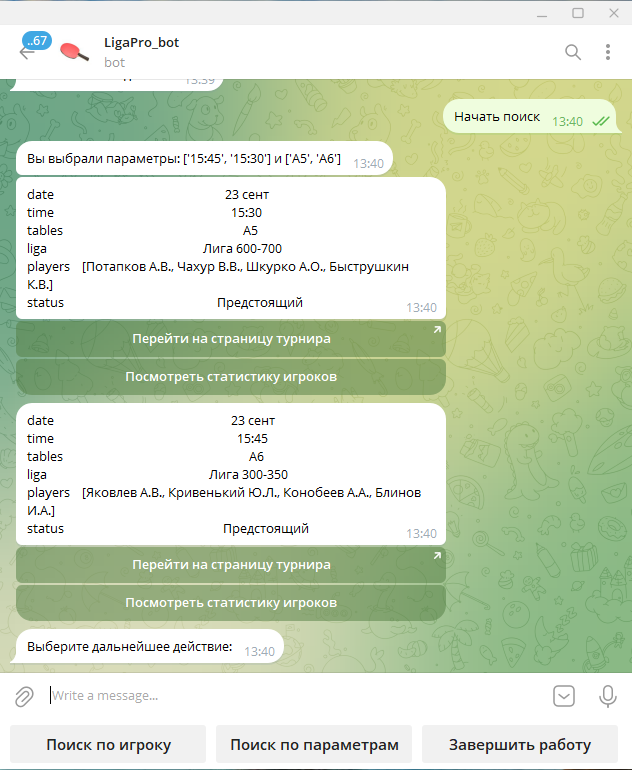 ..67
LigaPro_bot
bot
13:39
Начать поиск 13:40
Вы выбрали параметры: ['15:45', '15:30'] и ['A5', 'A6'] 13:40
date 23 сент
time 15:30
tables A5
liga Лига 600-700
players [Потапков А.В., Чахур В.В., Шкурко А.О., Быструшкин
К.В.]
status Предстоящий 13:40
Перейти на страницу турнира
Посмотреть статистику игроков
date 23 сент
time 15:45
tables A6
liga Лига 300-350
players [Яковлев А.В., Кривенький Ю.Л., Конобеев А.А., Блинов
И.А.]
status Предстоящий 13:40
Перейти на страницу турнира
Посмотреть статистику игроков
Выберите дальнейшее действие: 13:40
Write a message...
Поиск по игроку Поиск по параметрам Завершить работу